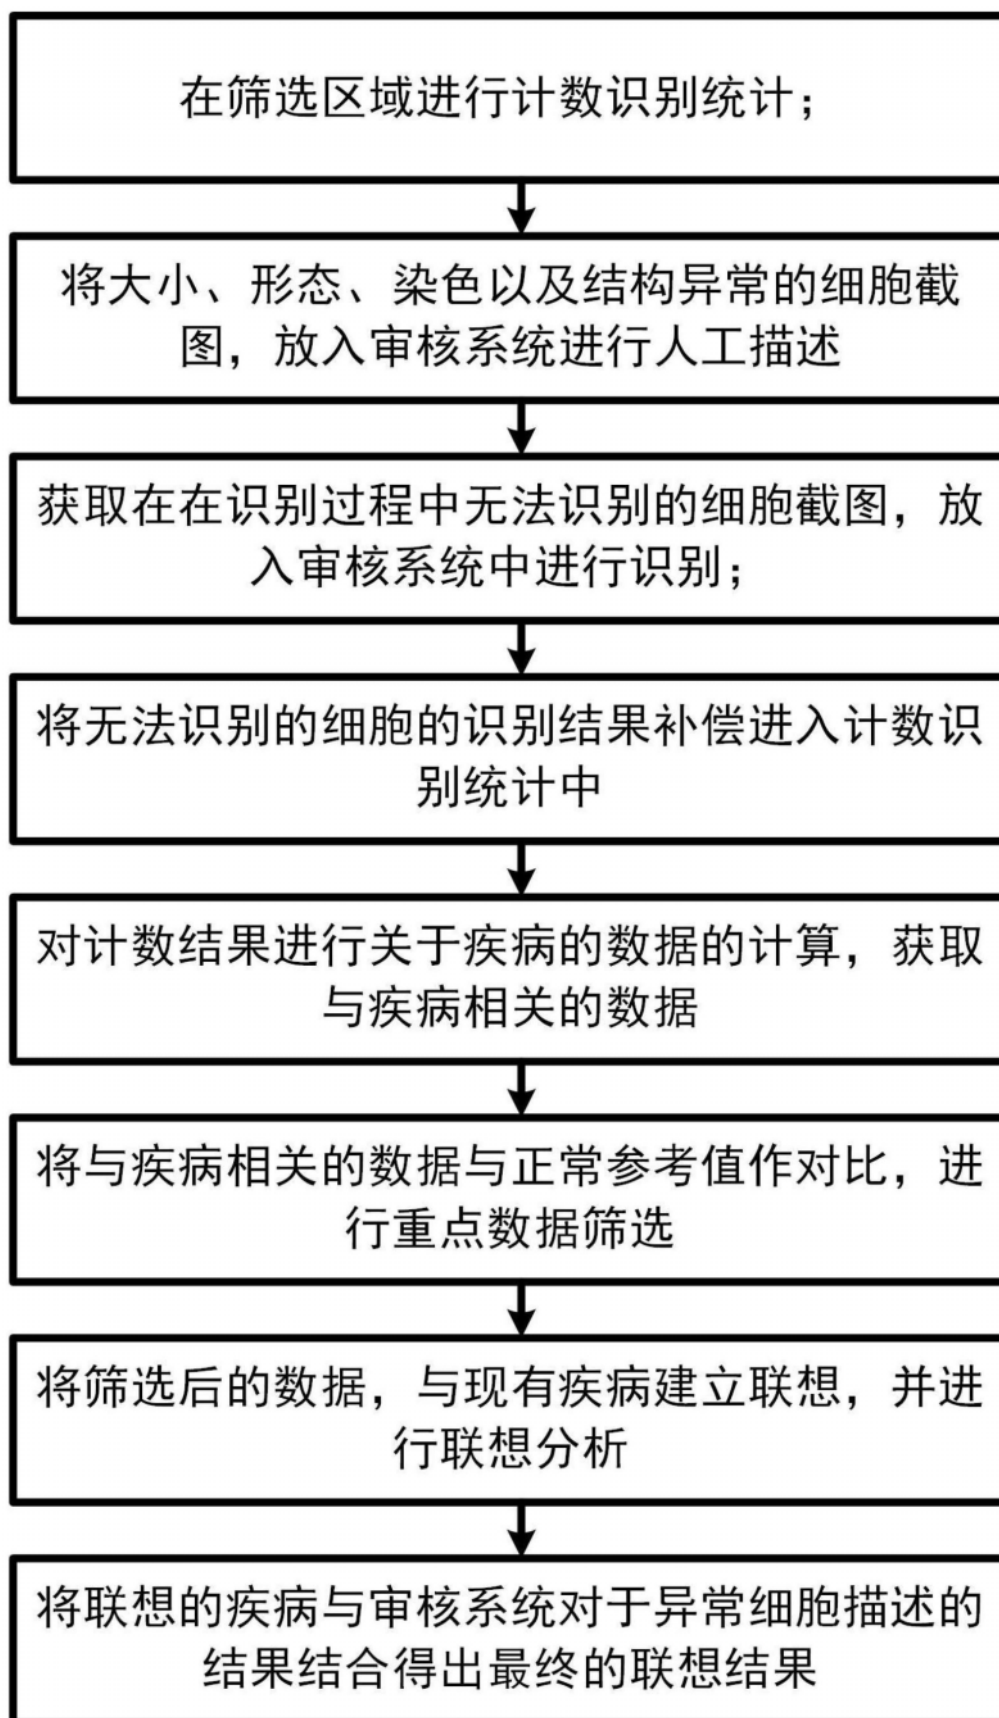 在筛选区域进行计数识别统计；
将大小、形态、染色以及结构异常的细胞截
图，放入审核系统进行人工描述
获取在在识别过程中无法识别的细胞截图，放
入审核系统中进行识别；
将无法识别的细胞的识别结果补偿进入计数识
别统计中
对计数结果进行关于疾病的数据的计算，获取
与疾病相关的数据
将与疾病相关的数据与正常参考值作对比，进
行重点数据筛选
将筛选后的数据，与现有疾病建立联想，并进
行联想分析
将联想的疾病与审核系统对于异常细胞描述的
结果结合得出最终的联想结果